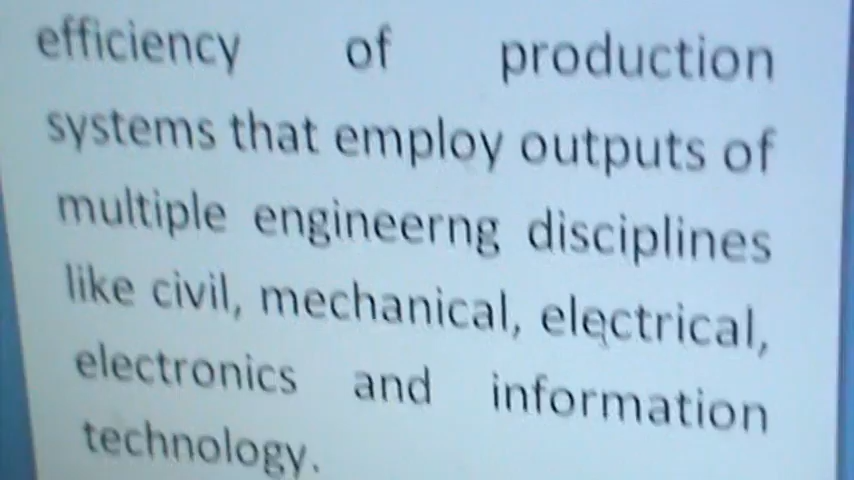 efficiency of production
systems that employ outputs of
multiple engineerng disciplines
like civil, mechanical, electrical,
electronics and information
technology.